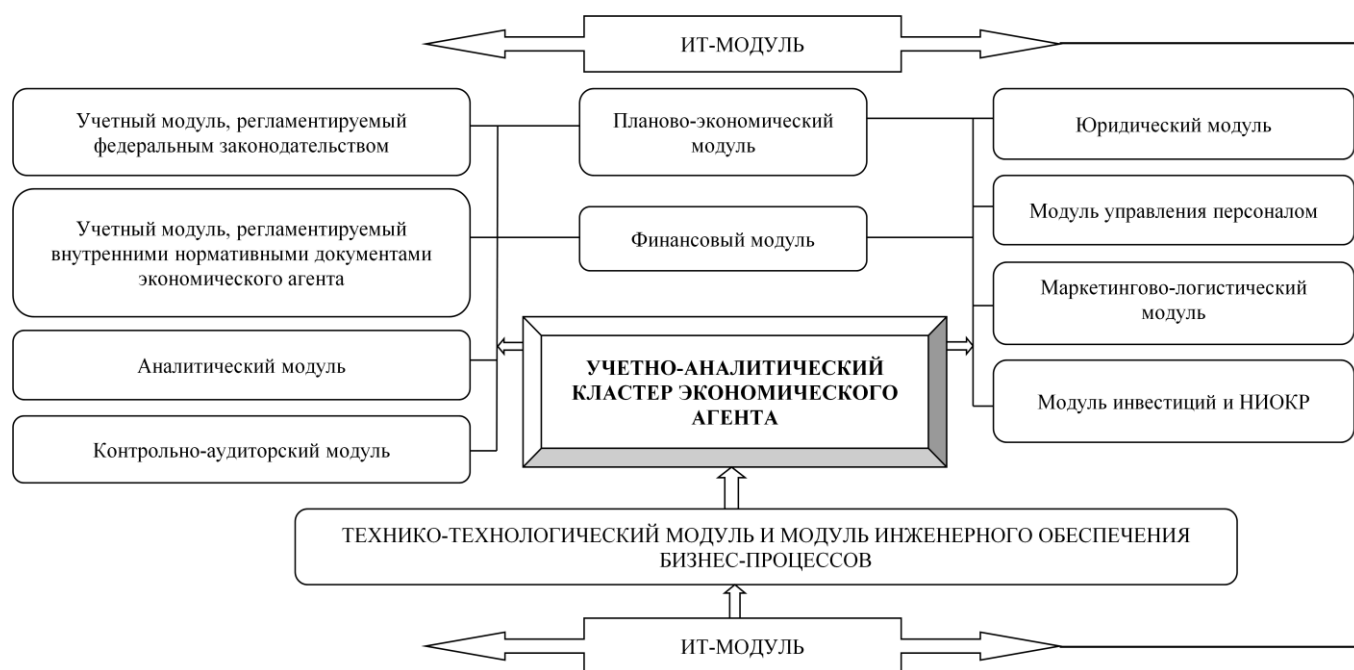 ИТ-МОДУЛЬ
Учетный модуль, регламентируемый
федеральным законодательством
Планово-экономический
модуль
Юридический модуль
Учетный модуль, регламентируемый
внутренними нормативными документами
экономического агента
Финансовый модуль
Модуль управления персоналом
Маркетингово-логистический
модуль
Аналитический модуль
УЧЕТНО-АНАЛИТИЧЕСКИЙ
КЛАСТЕР ЭКОНОМИЧЕСКОГО
АГЕНТА
Модуль инвестиций и НИОКР
Контрольно-аудиторский модуль
ТЕХНИКО-ТЕХНОЛОГИЧЕСКИЙ МОДУЛЬ И МОДУЛЬ ИНЖЕНЕРНОГО ОБЕСПЕЧЕНИЯ
БИЗНЕС-ПРОЦЕССОВ
ИТ-МОДУЛЬ